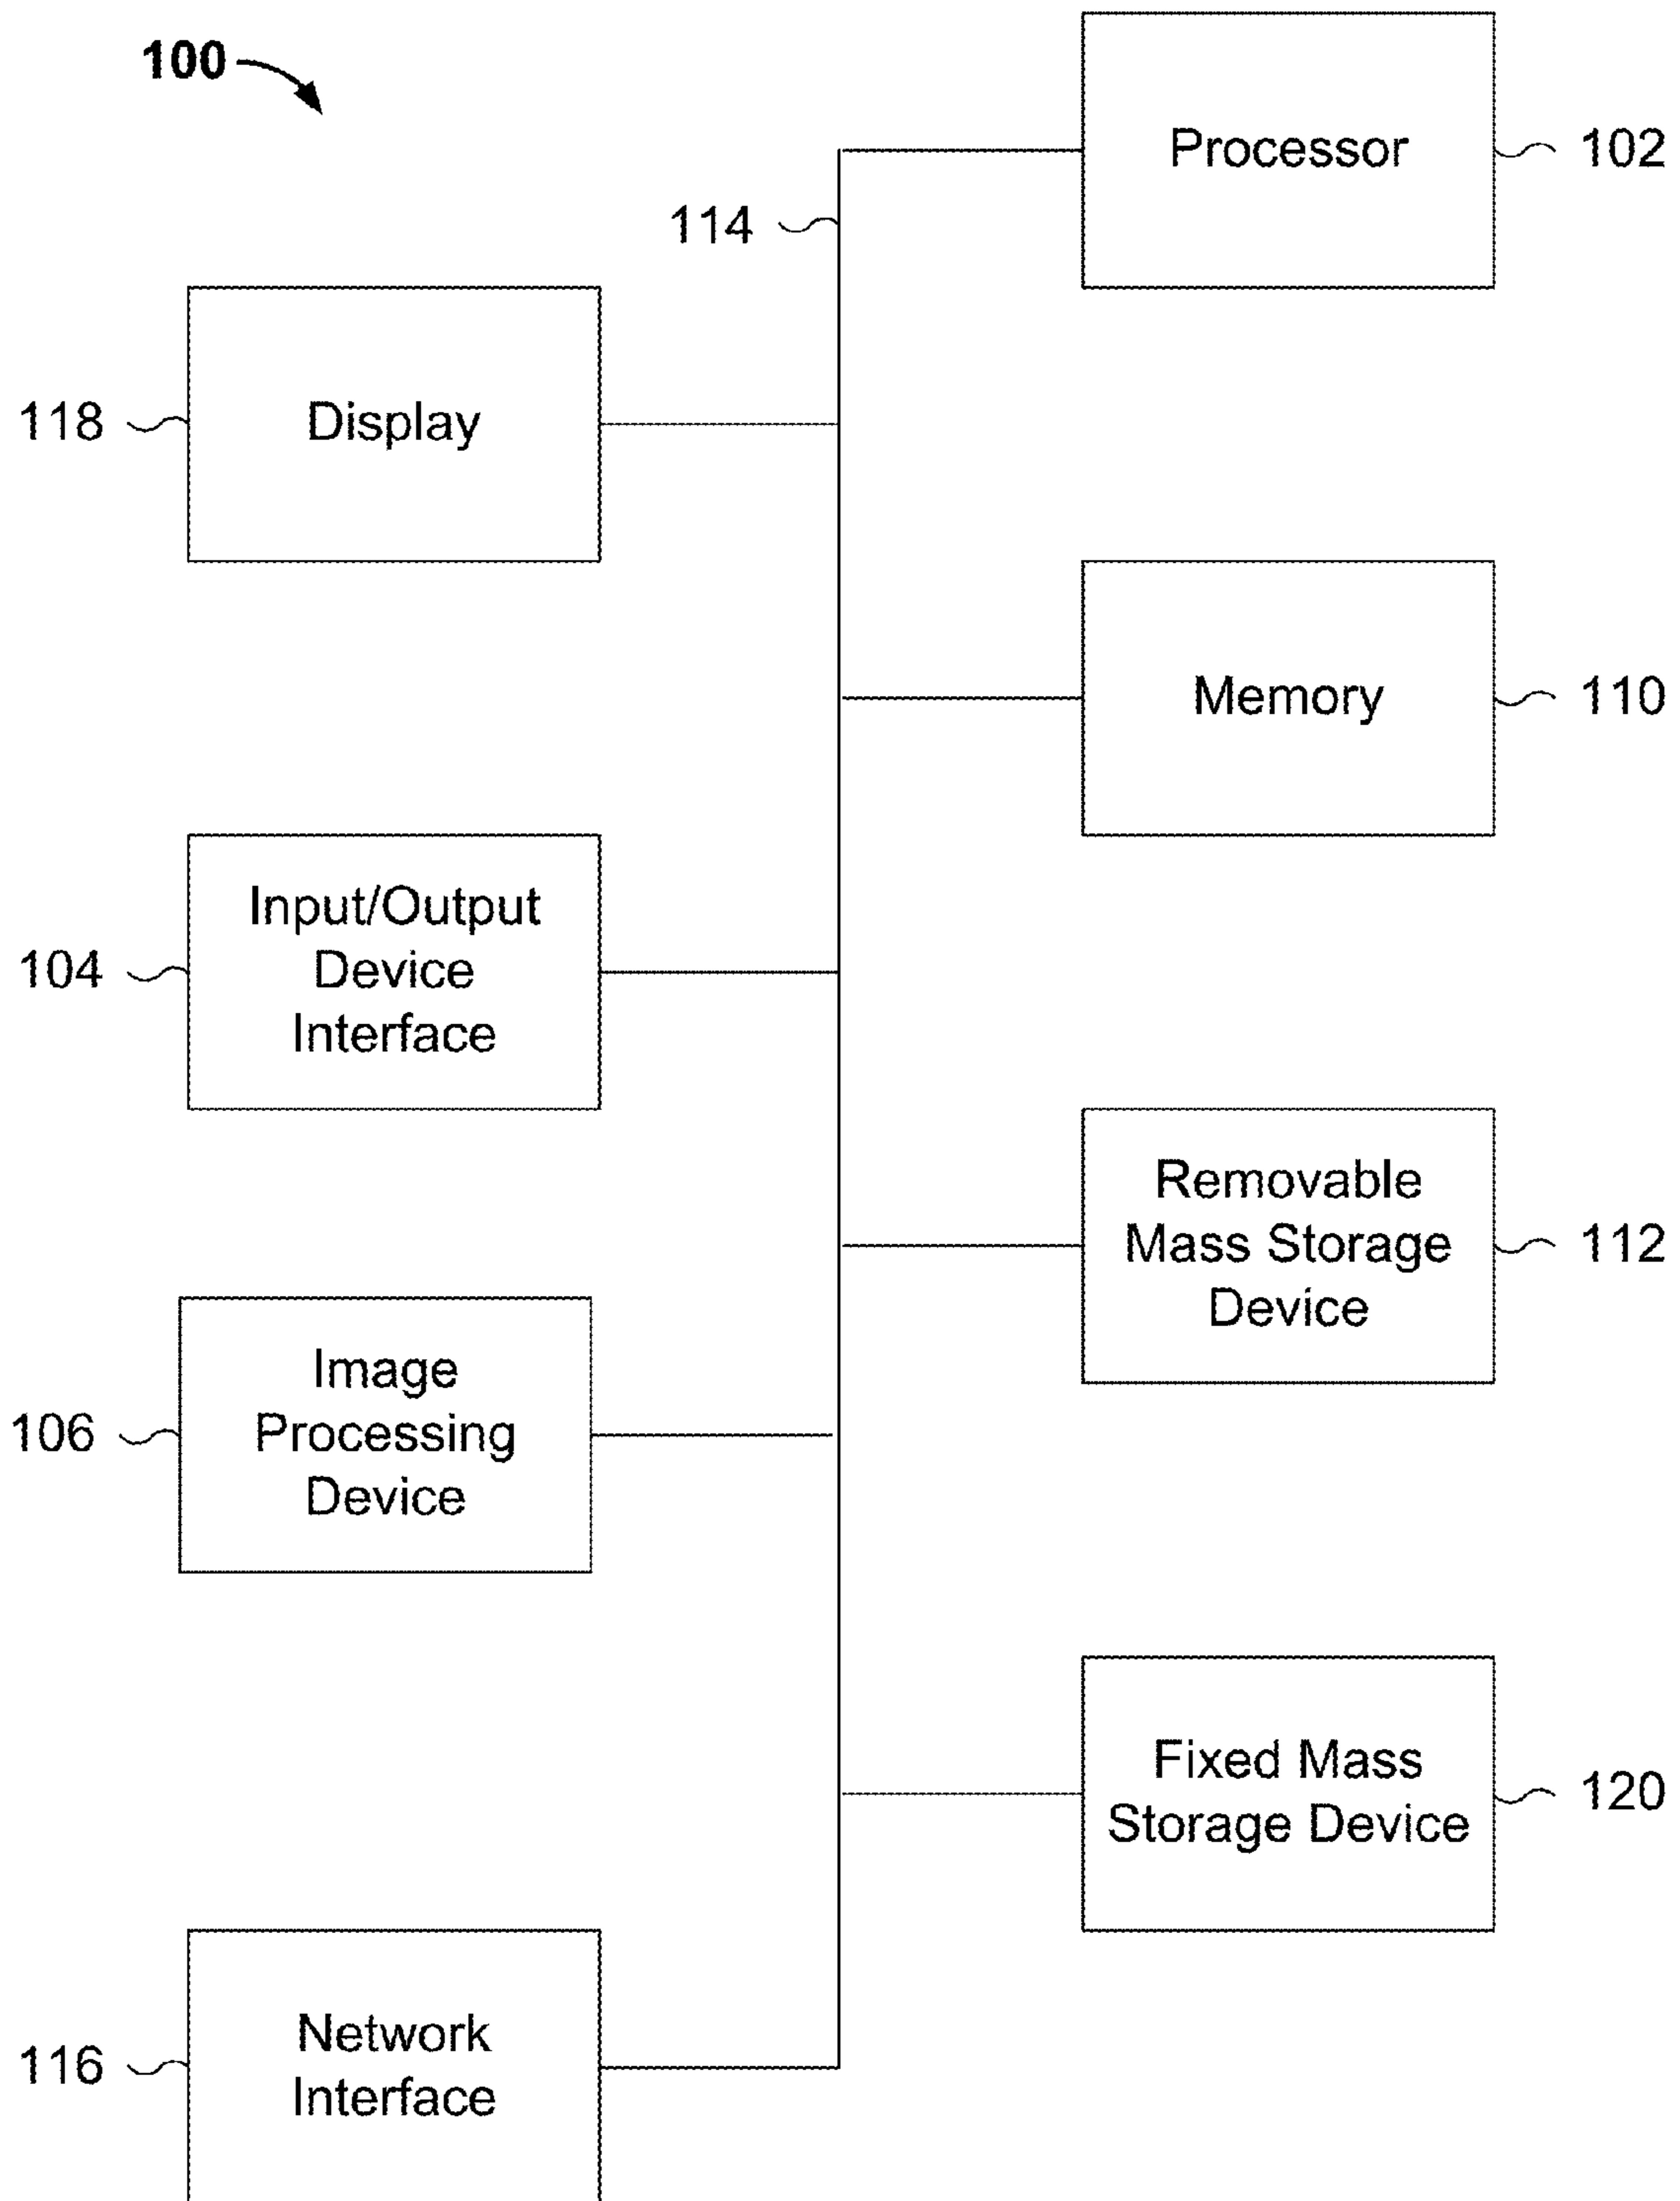 100
Processor
102
114
118
Display
Memory
110
104
Input/Output
Device
Interface
Removable
Mass Storage
Device
112
106
Image
Processing
Device
Fixed Mass
Storage Device
120
116
Network
Interface